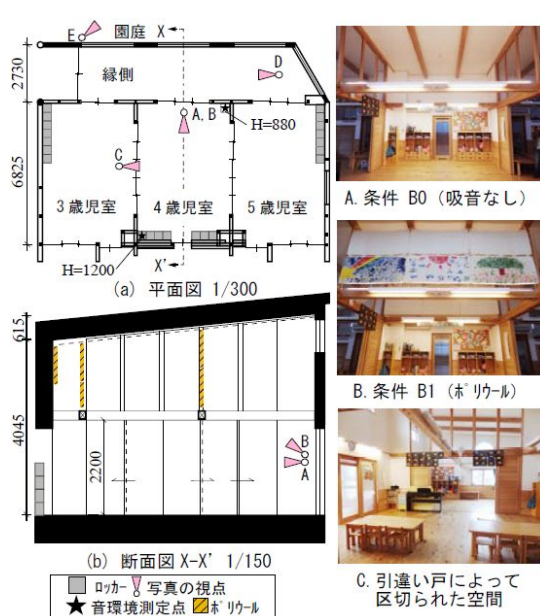 E
園庭 X
D
縁側
2730
A,B
H=880
6825
C
3歳児室
4歳児室
5歳児室
H=1200
X'
(a) 平面図 1/300
615
4045
2200
B
A
(b) 断面図 X-X' 1/150
ロッカー 写真の視点
音環境測定点 ポリウール
A.条件 B0 (吸音なし)
B.条件 B1 (ポリウール)
C.引違い戸によって
区切られた空間